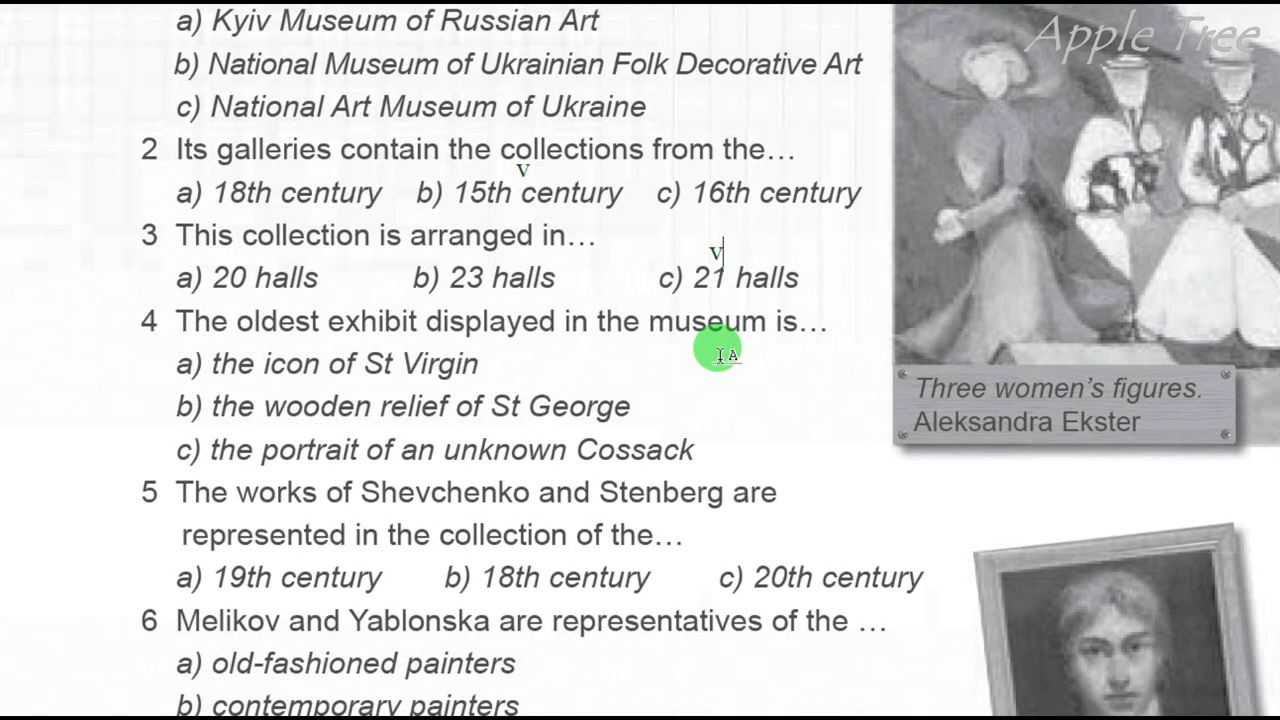 Apple Tree
a) Kyiv Museum of Russian Art
b) National Museum of Ukrainian Folk Decorative Art
c) National Art Museum of Ukraine
2 Its galleries contain the collections from the…
v
a) 18th century b) 15th century c) 16th century
3 This collection is arranged in…
v
a) 20 halls b) 23 halls c) 21 halls
4 The oldest exhibit displayed in the museum is…
A
a) the icon of St Virgin
b) the wooden relief of St George
c) the portrait of an unknown Cossack
Three women's figures.
Aleksandra Ekster
5 The works of Shevchenko and Stenberg are
represented in the collection of the…
a) 19th century b) 18th century c) 20th century
6 Melikov and Yablonska are representatives of the …
a) old-fashioned painters
b) contemporary painters